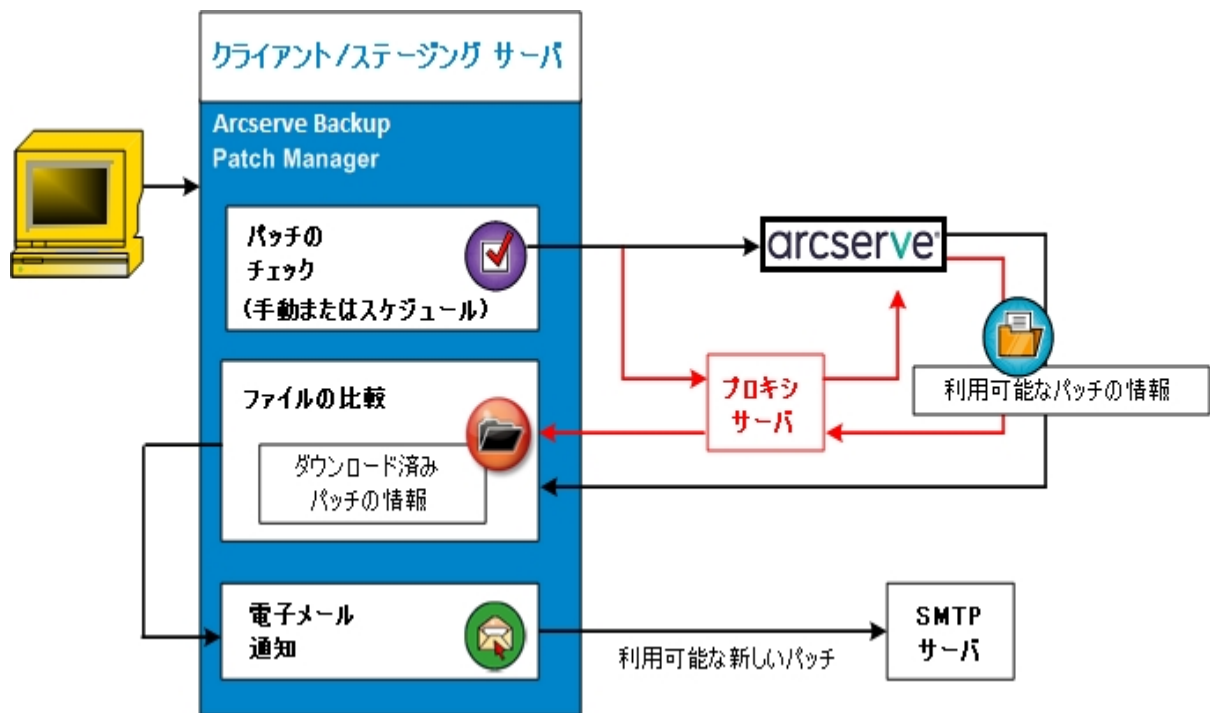 クライアント/ステージング サーバ
Arcserve Backup
Patch Manager
パッチの
チェック
(手動またはスケジュール)
arcserve
プロキシ
サーバ
利用可能なパッチの情報
ファイルの比較
ダウンロード済み
パッチの情報
電子メール
通知
利用可能な新しいパッチ
SMTP
サーバ